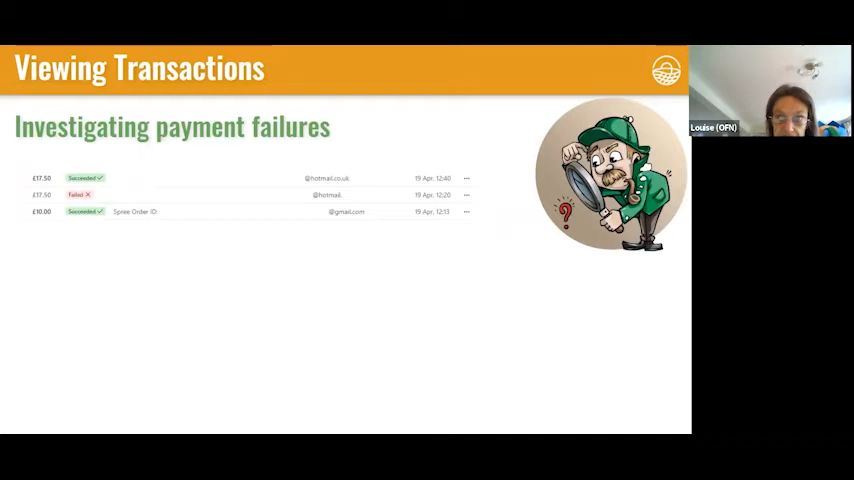 Viewing Transactions
Investigating payment failures
£17.50 Succeeded ✓ @hotmail.co.uk 19 Apr, 12:40 •••
£17.50 Failed ✕ @hotmail. 19 Apr, 12:20 •••
£10.00 Succeeded ✓ Spree Order ID: @gmail.com 19 Apr, 12:13 •••
?
Louise (OFN)